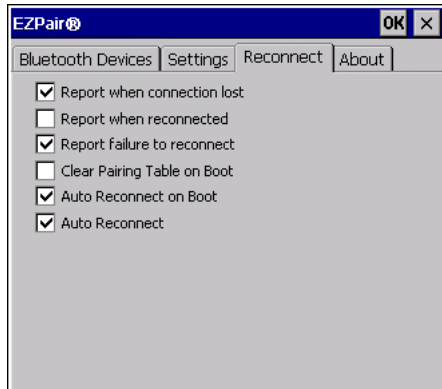 EZPair® OK
Bluetooth Devices Settings Reconnect About
Report when connection lost
Report when reconnected
Report failure to reconnect
Clear Pairing Table on Boot
Auto Reconnect on Boot
Auto Reconnect